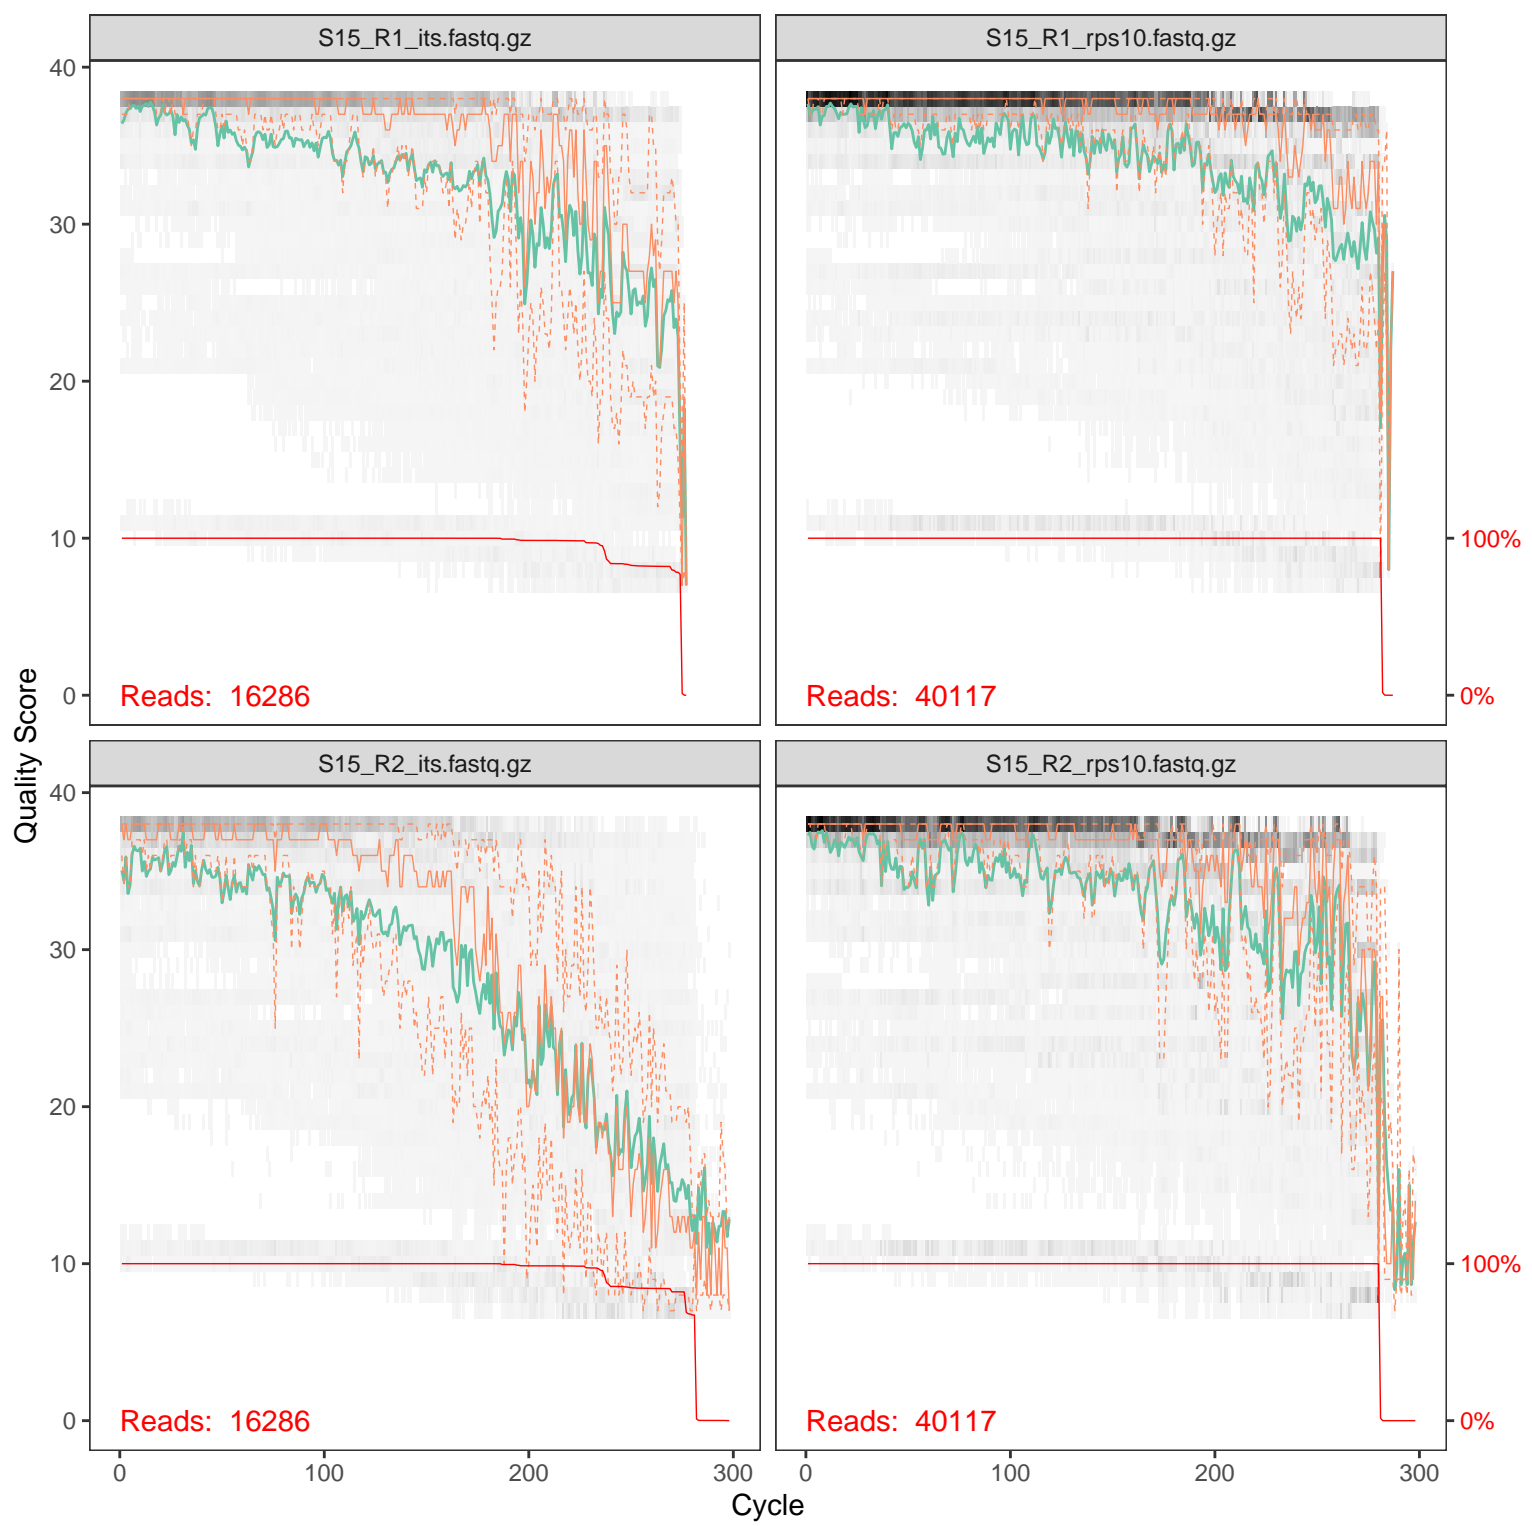 S15_R1_its.fastq.gz
S15_R1_rps10.fastq.gz
40
30
20
10
0
Reads: 16286
Reads: 40117
100%
0%
Quality Score
S15_R2_its.fastq.gz
S15_R2_rps10.fastq.gz
40
30
20
10
0
Reads: 16286
Reads: 40117
100%
0%
0 100 200 300
0 100 200 300
Cycle